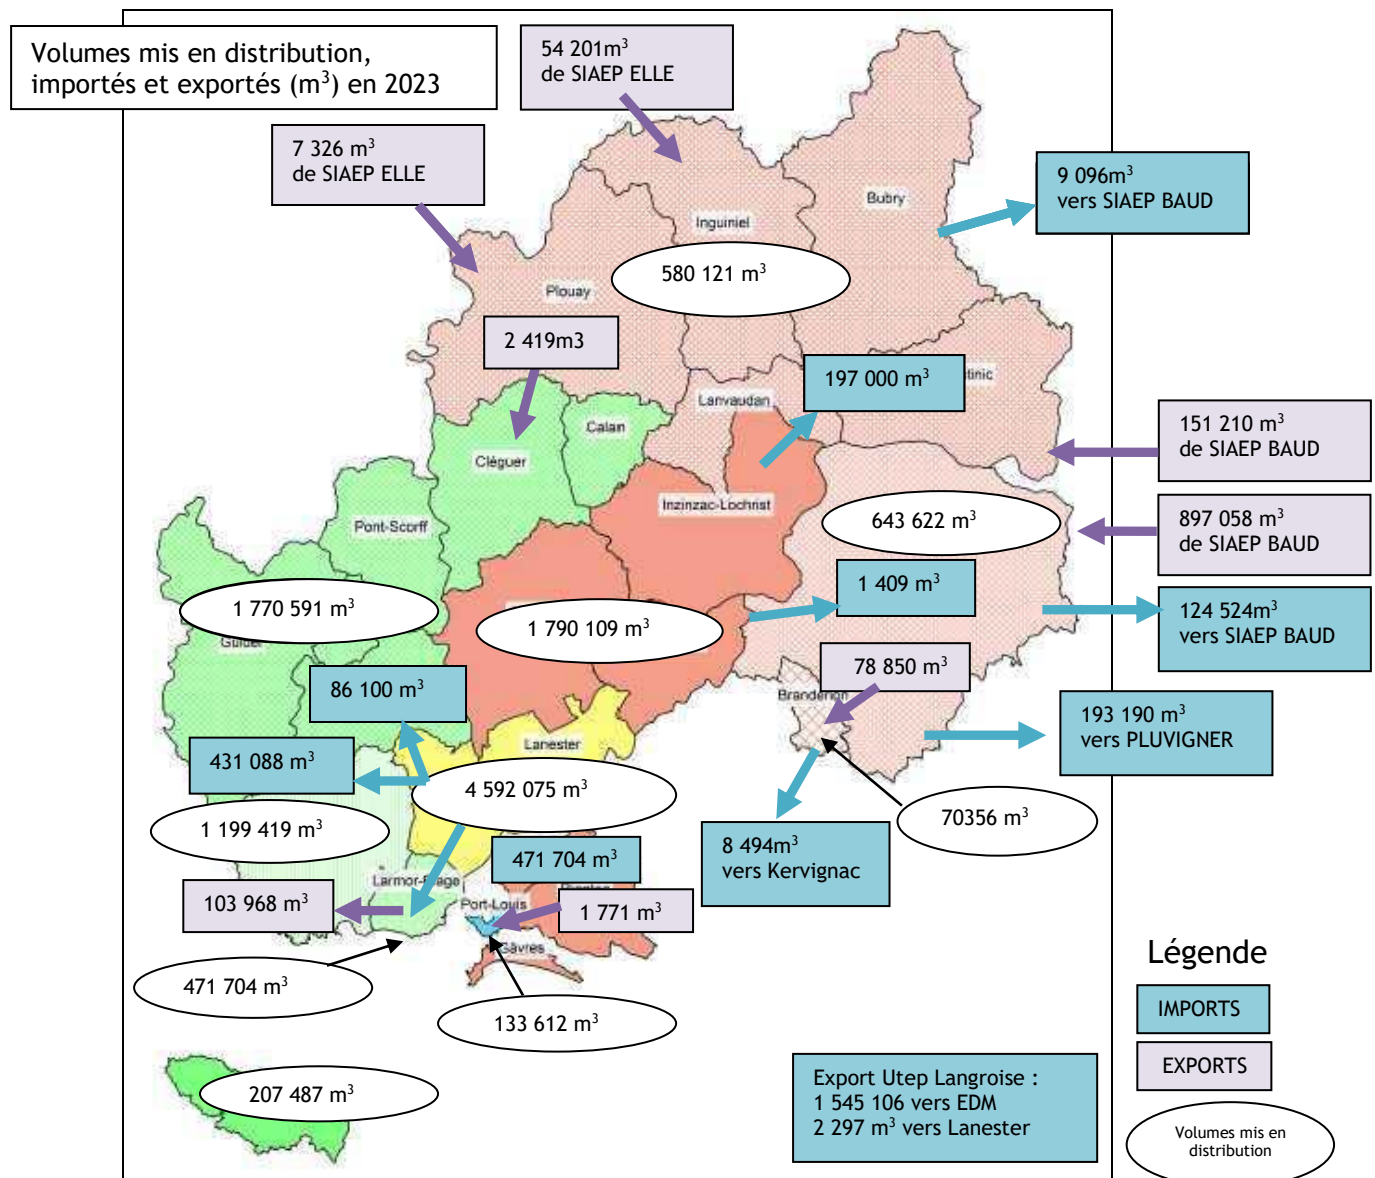 Volumes mis en distribution,
importés et exportés (m³) en 2023
54 201m³
de SIAEP ELLE
7 326 m³
de SIAEP ELLE
9 096m³
vers SIAEP BAUD
Bubry
Inguiniel
580 121 m³
Plouay
2 419m3
197 000 m³
tinic
Lanvaudan
151 210 m³
de SIAEP BAUD
Calan
Cléguer
Inzinzac-Lochrist
643 622 m³
897 058 m³
de SIAEP BAUD
Pont-Scorff
1 409 m³
1 770 591 m³
1 790 109 m³
124 524m³
vers SIAEP BAUD
Guidel
78 850 m³
86 100 m³
Brandérion
193 190 m³
vers PLUVIGNER
Lanester
431 088 m³
4 592 075 m³
1 199 419 m³
70356 m³
471 704 m³
8 494m³
vers Kervignac
Larmor-Plage
103 968 m³
Port-Louis
1 771 m³
Gâvres
Légende
471 704 m³
133 612 m³
IMPORTS
EXPORTS
207 487 m³
Export Utep Langroise :
1 545 106 vers EDM
2 297 m³ vers Lanester
Volumes mis en
distribution